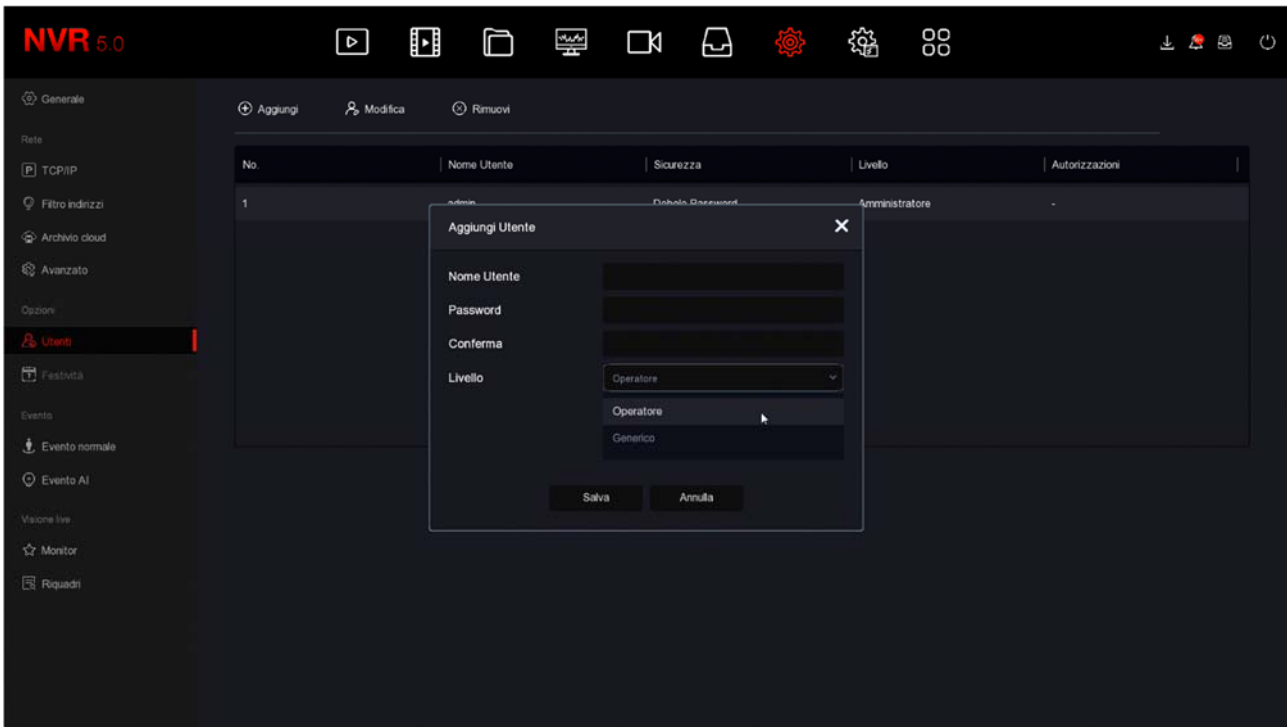 NVR 5.0
Generale
Aggiungi Modifica Rimuovi
Rete
No. Nome Utente Sicurezza Livello Autorizzazioni
TCP/IP
Filtro indirizzi
1 admin Debole Password Amministratore -
Aggiungi Utente
Archivio cloud
Avanzato
Nome Utente
Opzioni
Password
Utenti
Conferma
Festività
Livello Operatore
Evento
Operatore
Evento normale
Generico
Evento AI
Salva Annulla
Visione live
Monitor
Riquadri